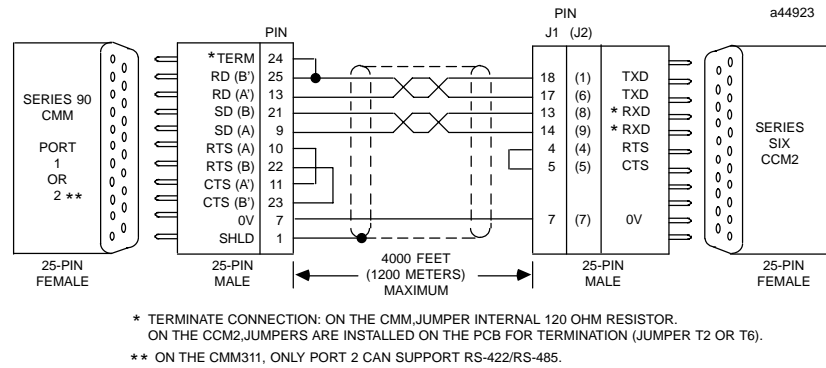 a44923
PIN
PIN
J1 (J2)
SERIES 90
CMM
PORT
1
OR
2 **
* TERM 24
RD (B') 25
RD (A') 13
SD (B) 21
SD (A) 9
RTS (A) 10
RTS (B) 22
CTS (A') 11
CTS (B') 23
0V 7
SHLD 1
18 (1) TXD
17 (6) TXD
13 (8) * RXD
14 (9) * RXD
4 (4) RTS
5 (5) CTS
7 (7) 0V
SERIES
SIX
CCM2
25-PIN
FEMALE
25-PIN
MALE
4000 FEET
(1200 METERS)
MAXIMUM
25-PIN
MALE
25-PIN
FEMALE
* TERMINATE CONNECTION: ON THE CMM,JUMPER INTERNAL 120 OHM RESISTOR.
ON THE CCM2,JUMPERS ARE INSTALLED ON THE PCB FOR TERMINATION (JUMPER T2 OR T6).
** ON THE CMM311, ONLY PORT 2 CAN SUPPORT RS-422/RS-485.